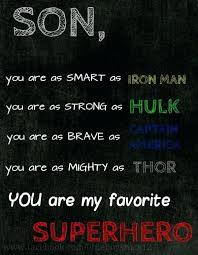 SON,
you are as SMART as IRON MAN
you are as STRONG as HULK
you are as BRAVE as CAPTAIN AMERICA
you are as MIGHTY as THOR
YOU are my favorite
SUPERHERO